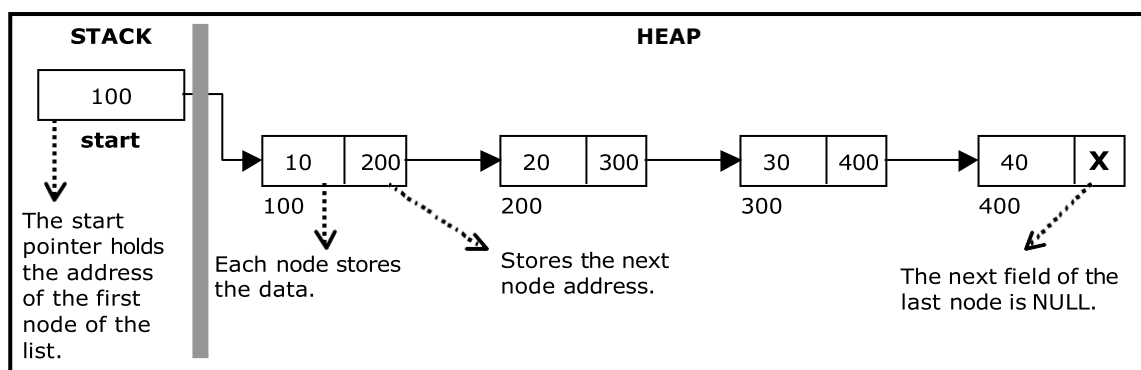 STACK
HEAP
100
start
10 200
20 300
30 400
40 X
100
200
300
400
The start
pointer holds
the address
of the first
node of the
list.
Each node stores
the data.
Stores the next
node address.
The next field of the
last node is NULL.